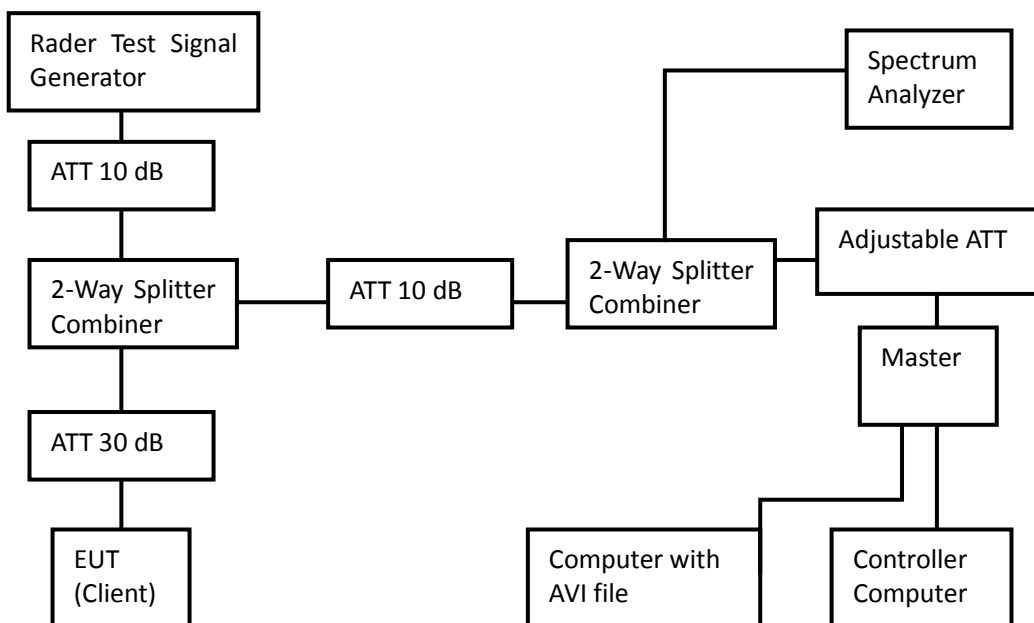 Rader Test Signal
Generator
Spectrum
Analyzer
ATT 10 dB
Adjustable ATT
2-Way Splitter
Combiner
ATT 10 dB
2-Way Splitter
Combiner
Master
ATT 30 dB
EUT
(Client)
Computer with
AVI file
Controller
Computer